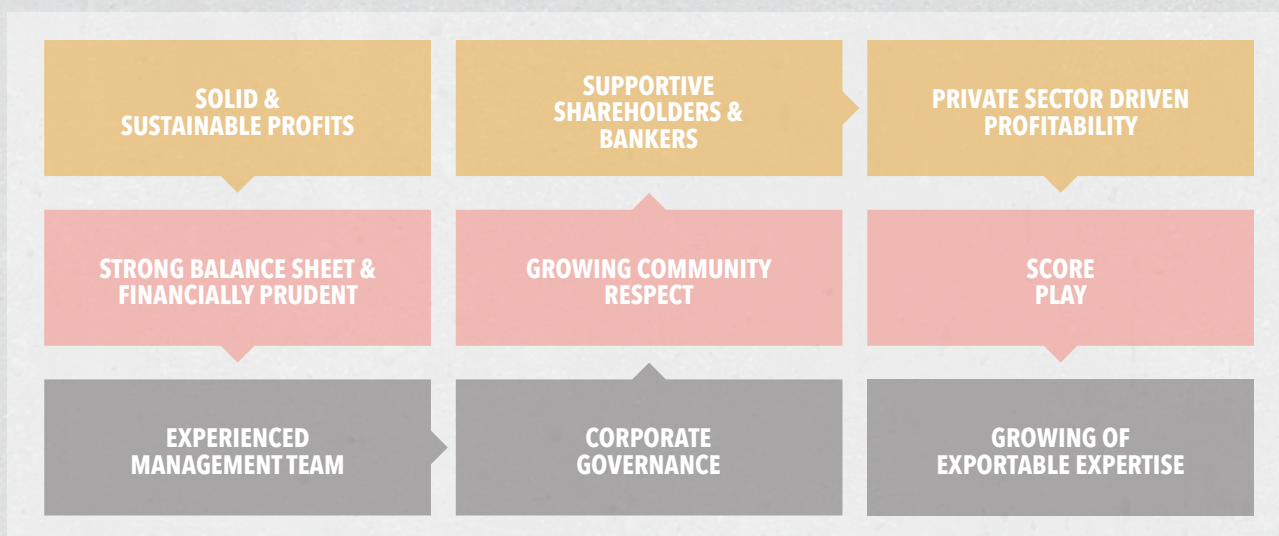 SOLID &
SUSTAINABLE PROFITS
SUPPORTIVE
SHAREHOLDERS &
BANKERS
PRIVATE SECTOR DRIVEN
PROFITABILITY
STRONG BALANCE SHEET &
FINANCIALLY PRUDENT
GROWING COMMUNITY
RESPECT
SCORE
PLAY
EXPERIENCED
MANAGEMENT TEAM
CORPORATE
GOVERNANCE
GROWING OF
EXPORTABLE EXPERTISE